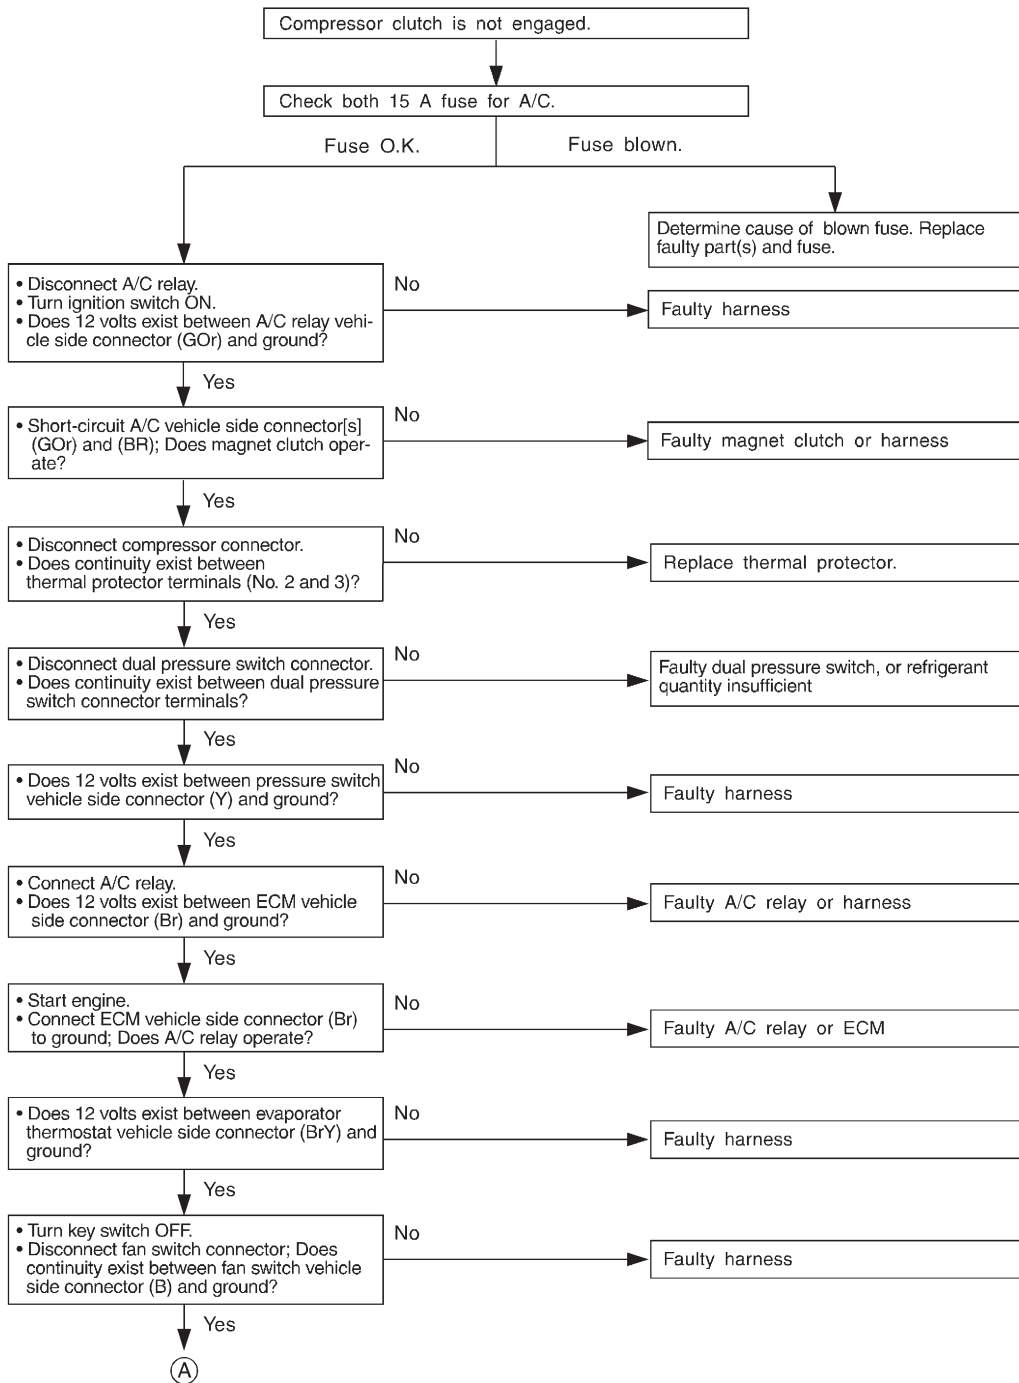 Compressor clutch is not engaged.
Check both 15 A fuse for A/C.
Fuse O.K.
Fuse blown.
Determine cause of blown fuse. Replace
faulty part(s) and fuse.
• Disconnect A/C relay.
• Turn ignition switch ON.
• Does 12 volts exist between A/C relay vehi-
cle side connector (GOr) and ground?
No
Faulty harness
Yes
• Short-circuit A/C vehicle side connector[s]
(GOr) and (BR); Does magnet clutch oper-
ate?
No
Faulty magnet clutch or harness
Yes
• Disconnect compressor connector.
• Does continuity exist between
thermal protector terminals (No. 2 and 3)?
No
Replace thermal protector.
Yes
• Disconnect dual pressure switch connector.
• Does continuity exist between dual pressure
switch connector terminals?
No
Faulty dual pressure switch, or refrigerant
quantity insufficient
Yes
• Does 12 volts exist between pressure switch
vehicle side connector (Y) and ground?
No
Faulty harness
Yes
• Connect A/C relay.
• Does 12 volts exist between ECM vehicle
side connector (Br) and ground?
No
Faulty A/C relay or harness
Yes
• Start engine.
• Connect ECM vehicle side connector (Br)
to ground; Does A/C relay operate?
No
Faulty A/C relay or ECM
Yes
• Does 12 volts exist between evaporator
thermostat vehicle side connector (BrY) and
ground?
No
Faulty harness
Yes
• Turn key switch OFF.
• Disconnect fan switch connector; Does
continuity exist between fan switch vehicle
side connector (B) and ground?
No
Faulty harness
Yes
A